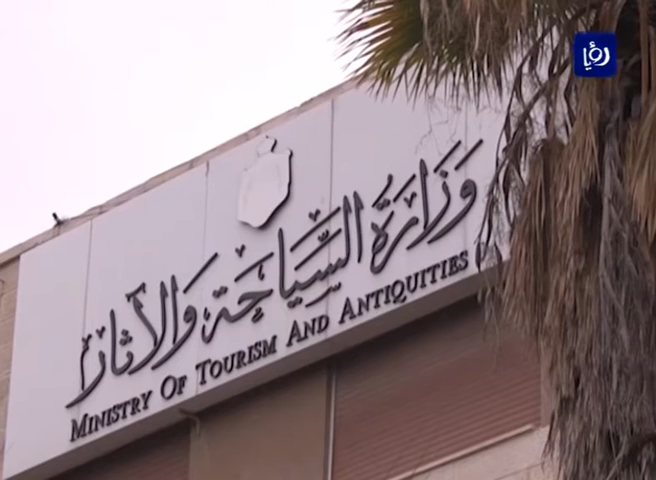 رؤيا
وزارة السياحة والآثار
MINISTRY OF TOURISM AND ANTIQUITIES